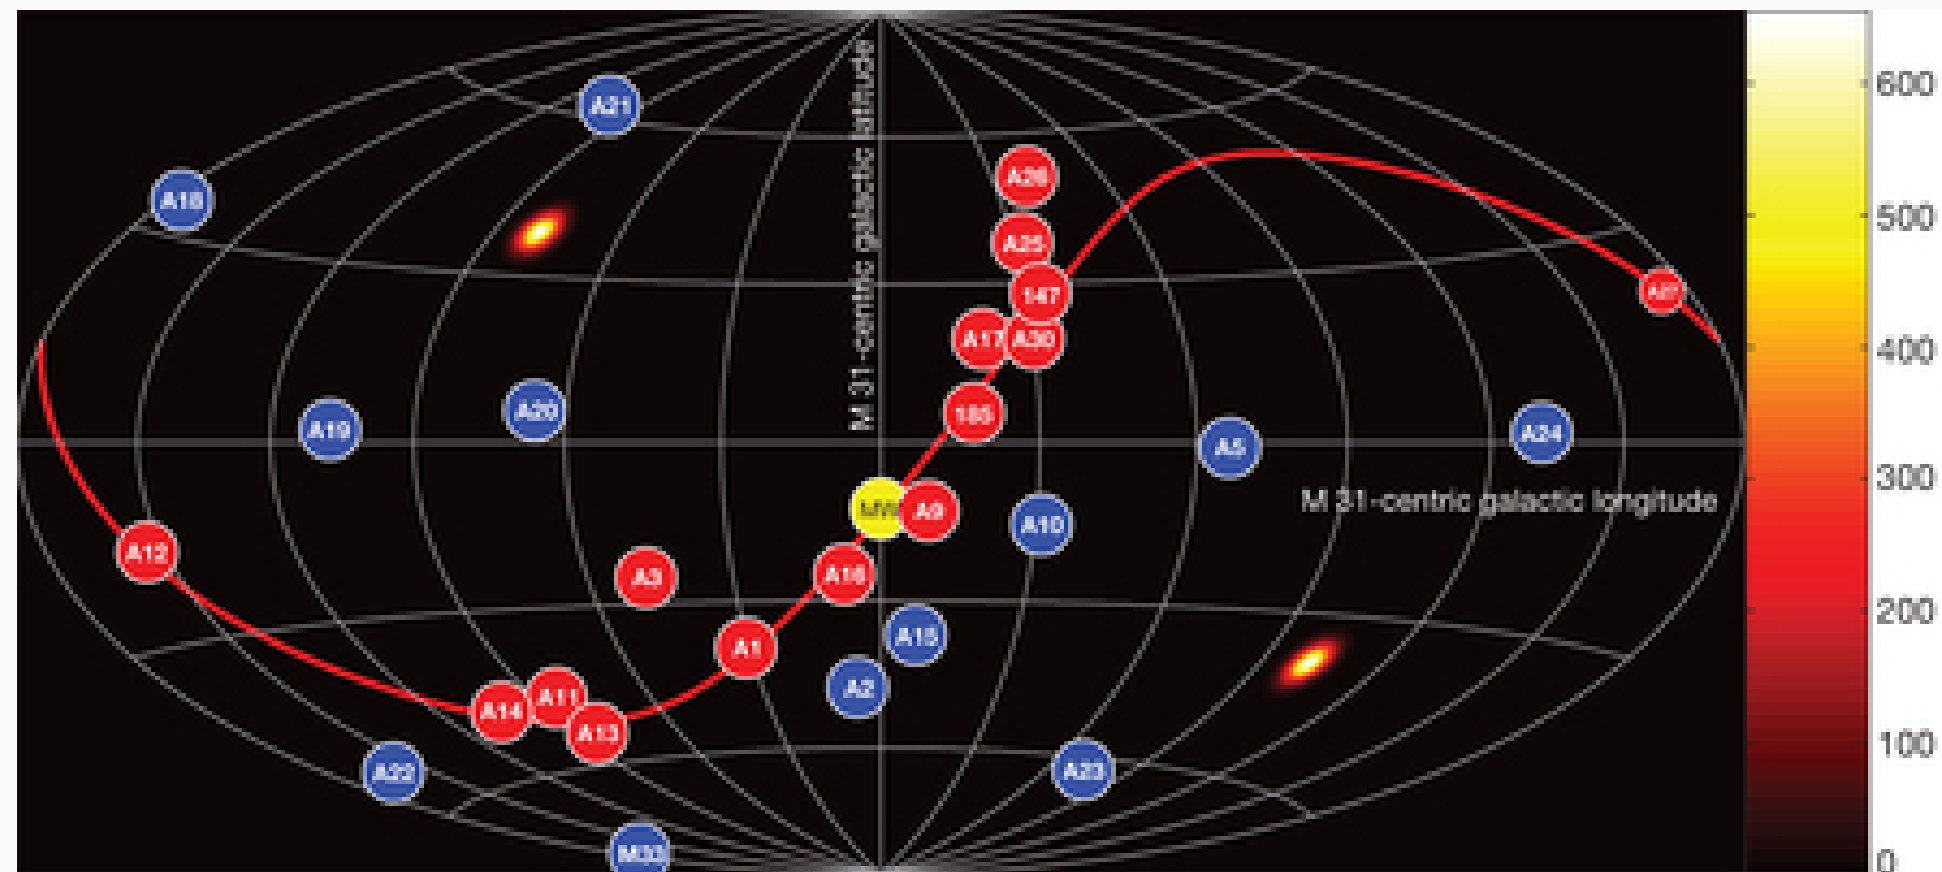 M 31-centric galactic latitude
A21
A18
A26
A25
147
A27
A17
A30
A20
185
A19
A5
A24
M 31-centric galactic longitude
MW
A9
A10
A12
A3
A16
A15
A1
A2
A14
A11
A13
A22
A23
M33
600
500
400
300
200
100
0